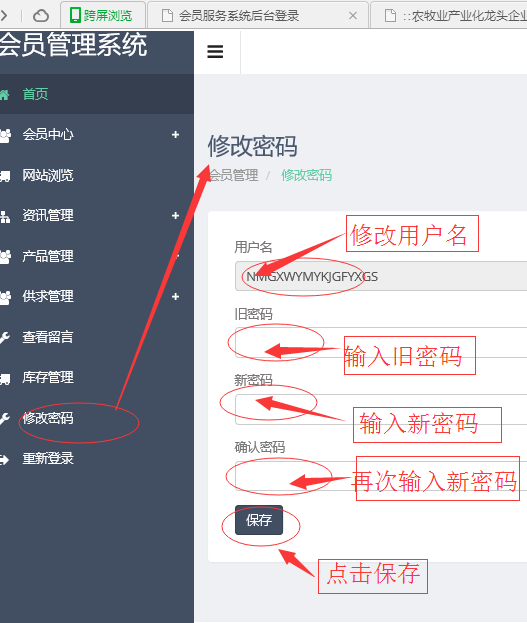 跨屏浏览
会员服务系统后台登录
::农牧业产业化龙头企业
会员管理系统
首页
会员中心
网站浏览
资讯管理
产品管理
供求管理
查看留言
库存管理
修改密码
重新登录
修改密码
会员管理 / 修改密码
用户名
修改用户名
NMGXWYMYKJGFYXGS
旧密码
输入旧密码
新密码
输入新密码
确认密码
再次输入新密码
保存
点击保存